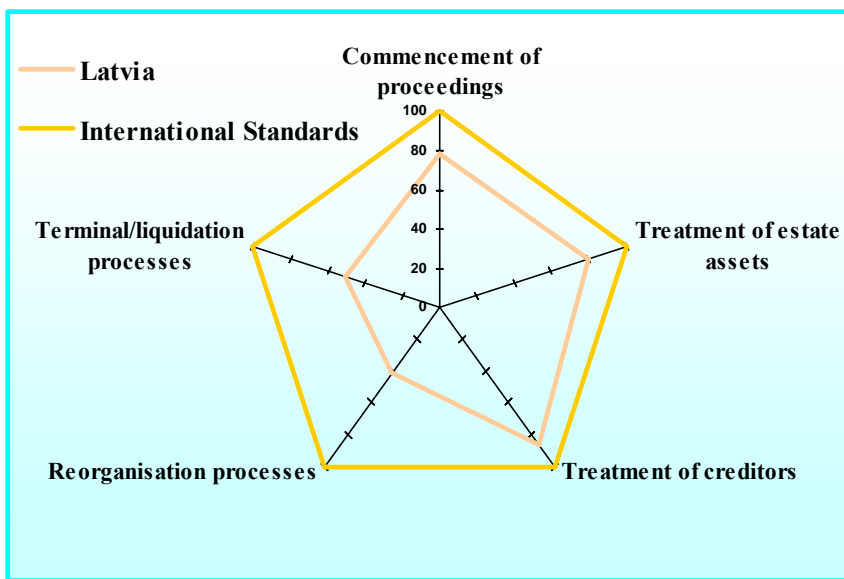 Latvia
International Standards
Commencement of
proceedings
100
80
60
40
20
0
Treatment of estate
assets
Treatment of creditors
Reorganisation processes
Terminal/liquidation
processes